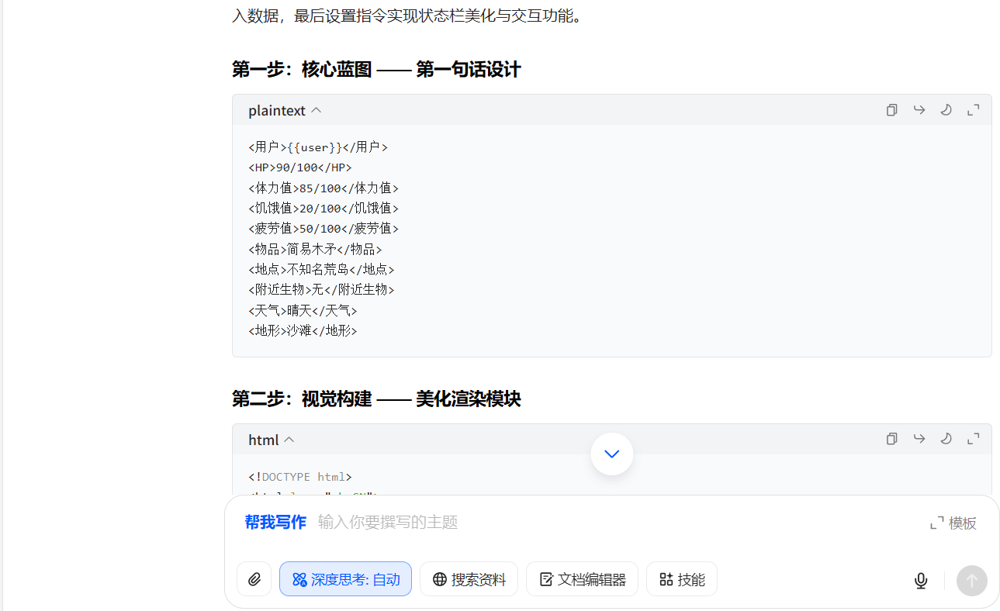 入数据，最后设置指令实现状态栏美化与交互功能。
第一步：核心蓝图 —— 第一句话设计
plaintext
<用户>{{user}}</用户>
<HP>90/100</HP>
<体力值>85/100</体力值>
<饥饿值>20/100</饥饿值>
<疲劳值>50/100</疲劳值>
<物品>简易木矛</物品>
<地点>不知名荒岛</地点>
<附近生物>无</附近生物>
<天气>晴天</天气>
<地形>沙滩</地形>
第二步：视觉构建 —— 美化渲染模块
html
<!DOCTYPE html>
帮我写作 输入你要撰写的主题 模板
深度思考: 自动 搜索资料 文档编辑器 技能